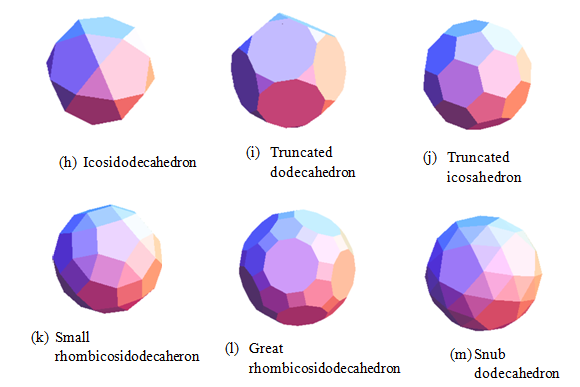 (h) Icosidodecahedron
(i) Truncated
dodecahedron
(j) Truncated
icosahedron
(k) Small
rhombicosidodecaheron
(l) Great
rhombicosidodecahedron
(m) Snub
dodecahedron